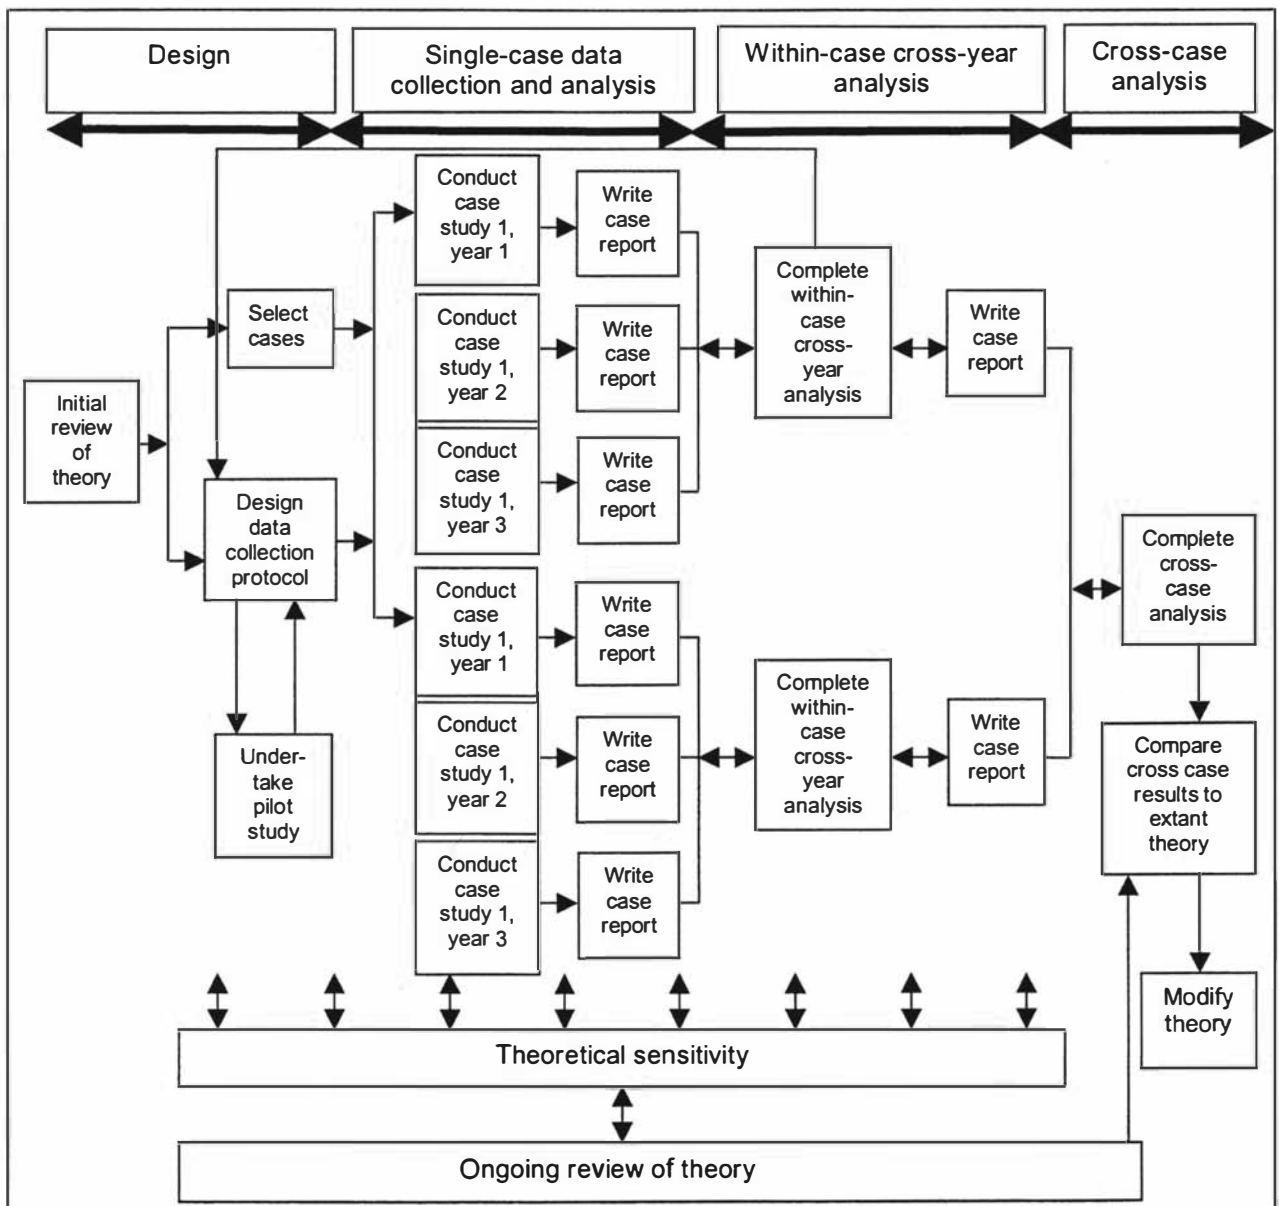 Design
Single-case data
collection and analysis
Within-case cross-year
analysis
Cross-case
analysis
Initial
review
of
theory
Select
cases
Design
data
collection
protocol
Under-
take
pilot
study
Conduct
case
study 1,
year 1
Write
case
report
Conduct
case
study 1,
year 2
Write
case
report
Conduct
case
study 1,
year 3
Write
case
report
Complete
within-
case
cross-
year
analysis
Write
case
report
Conduct
case
study 1,
year 1
Write
case
report
Conduct
case
study 1,
year 2
Write
case
report
Conduct
case
study 1,
year 3
Write
case
report
Complete
within-
case
cross-
year
analysis
Write
case
report
Complete
cross-
case
analysis
Compare
cross case
results to
extant
theory
Modify
theory
Theoretical sensitivity
Ongoing review of theory